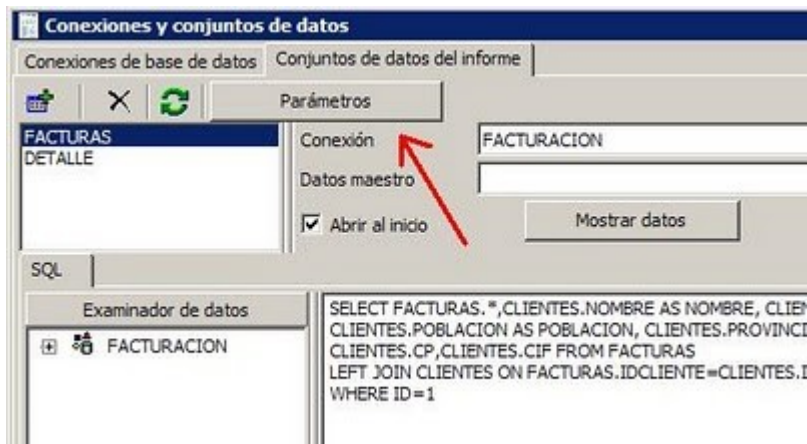 Conexiones y conjuntos de datos
Conexiones de base de datos Conjuntos de datos del informe
Parámetros
FACTURAS
DETALLE
Conexión FACTURACION
Datos maestro
Abrir al inicio Mostrar datos
SQL
Examinador de datos
FACTURACION
SELECT FACTURAS.*,CLIENTES.NOMBRE AS NOMBRE, CLIEN
CLIENTES.POBLACION AS POBLACION, CLIENTES.PROVINCI
CLIENTES.CP,CLIENTES.CIF FROM FACTURAS
LEFT JOIN CLIENTES ON FACTURAS.IDCLIENTE=CLIENTES.I
WHERE ID=1